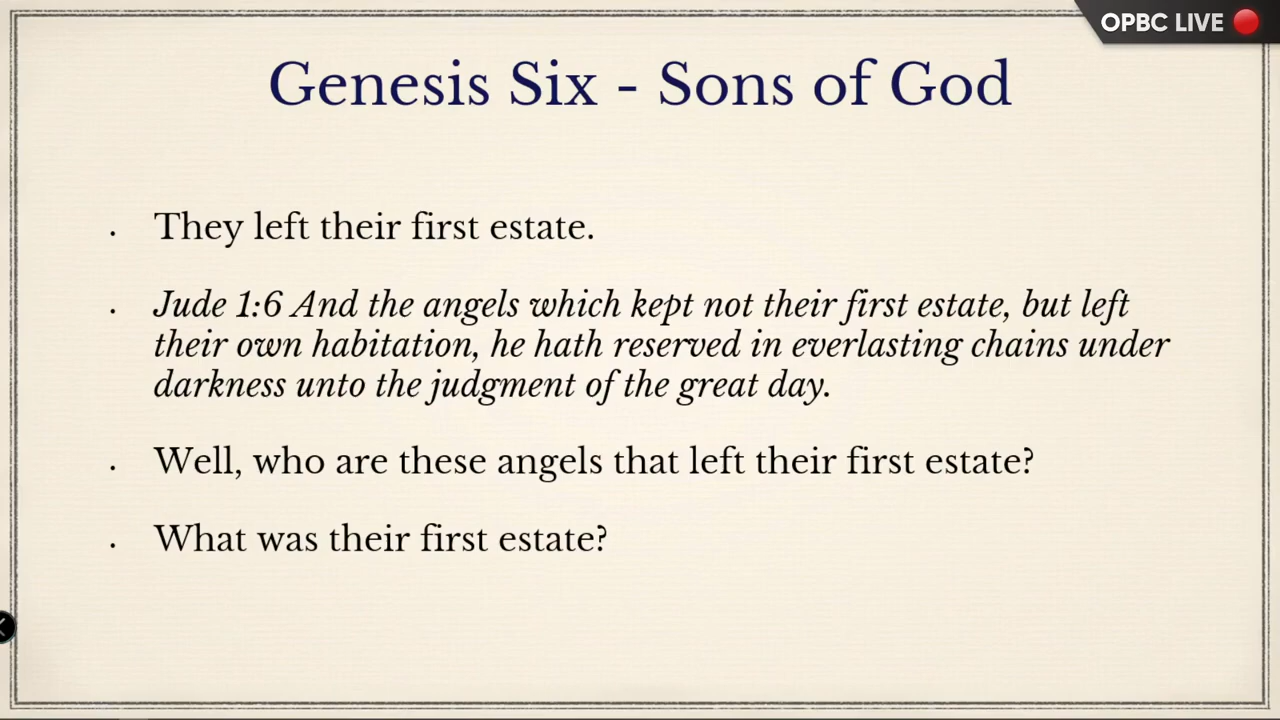 OPBC LIVE
Genesis Six - Sons of God
• They left their first estate.
• Jude 1:6 And the angels which kept not their first estate, but left
their own habitation, he hath reserved in everlasting chains under
darkness unto the judgment of the great day.
• Well, who are these angels that left their first estate?
• What was their first estate?